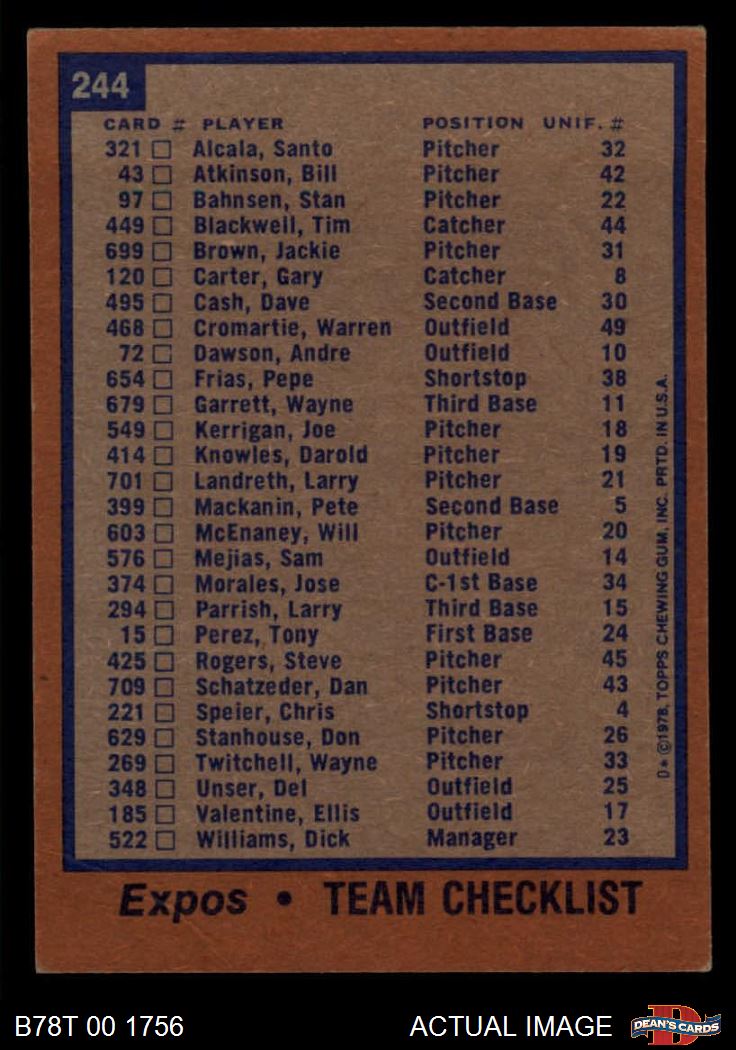 244
CARD # PLAYER POSITION UNIF. #
321 Alcala, Santo Pitcher 32
43 Atkinson, Bill Pitcher 42
97 Bahnsen, Stan Pitcher 22
449 Blackwell, Tim Catcher 44
699 Brown, Jackie Pitcher 31
120 Carter, Gary Catcher 8
495 Cash, Dave Second Base 30
468 Cromartie, Warren Outfield 49
72 Dawson, Andre Outfield 10
654 Frias, Pepe Shortstop 38
679 Garrett, Wayne Third Base 11
549 Kerrigan, Joe Pitcher 18
414 Knowles, Darold Pitcher 19
701 Landreth, Larry Pitcher 21
399 Mackanin, Pete Second Base 5
603 McEnaney, Will Pitcher 20
576 Mejias, Sam Outfield 14
374 Morales, Jose C-1st Base 34
294 Parrish, Larry Third Base 15
15 Perez, Tony First Base 24
425 Rogers, Steve Pitcher 45
709 Schatzeder, Dan Pitcher 43
221 Speier, Chris Shortstop 4
629 Stanhouse, Don Pitcher 26
269 Twitchell, Wayne Pitcher 33
348 Unser, Del Outfield 25
185 Valentine, Ellis Outfield 17
522 Williams, Dick Manager 23
D* ©1978, TOPPS CHEWING GUM, INC. PRTD. IN U.S.A.
Expos • TEAM CHECKLIST
B78T 00 1756 ACTUAL IMAGE
D
DEAN'S CARDS